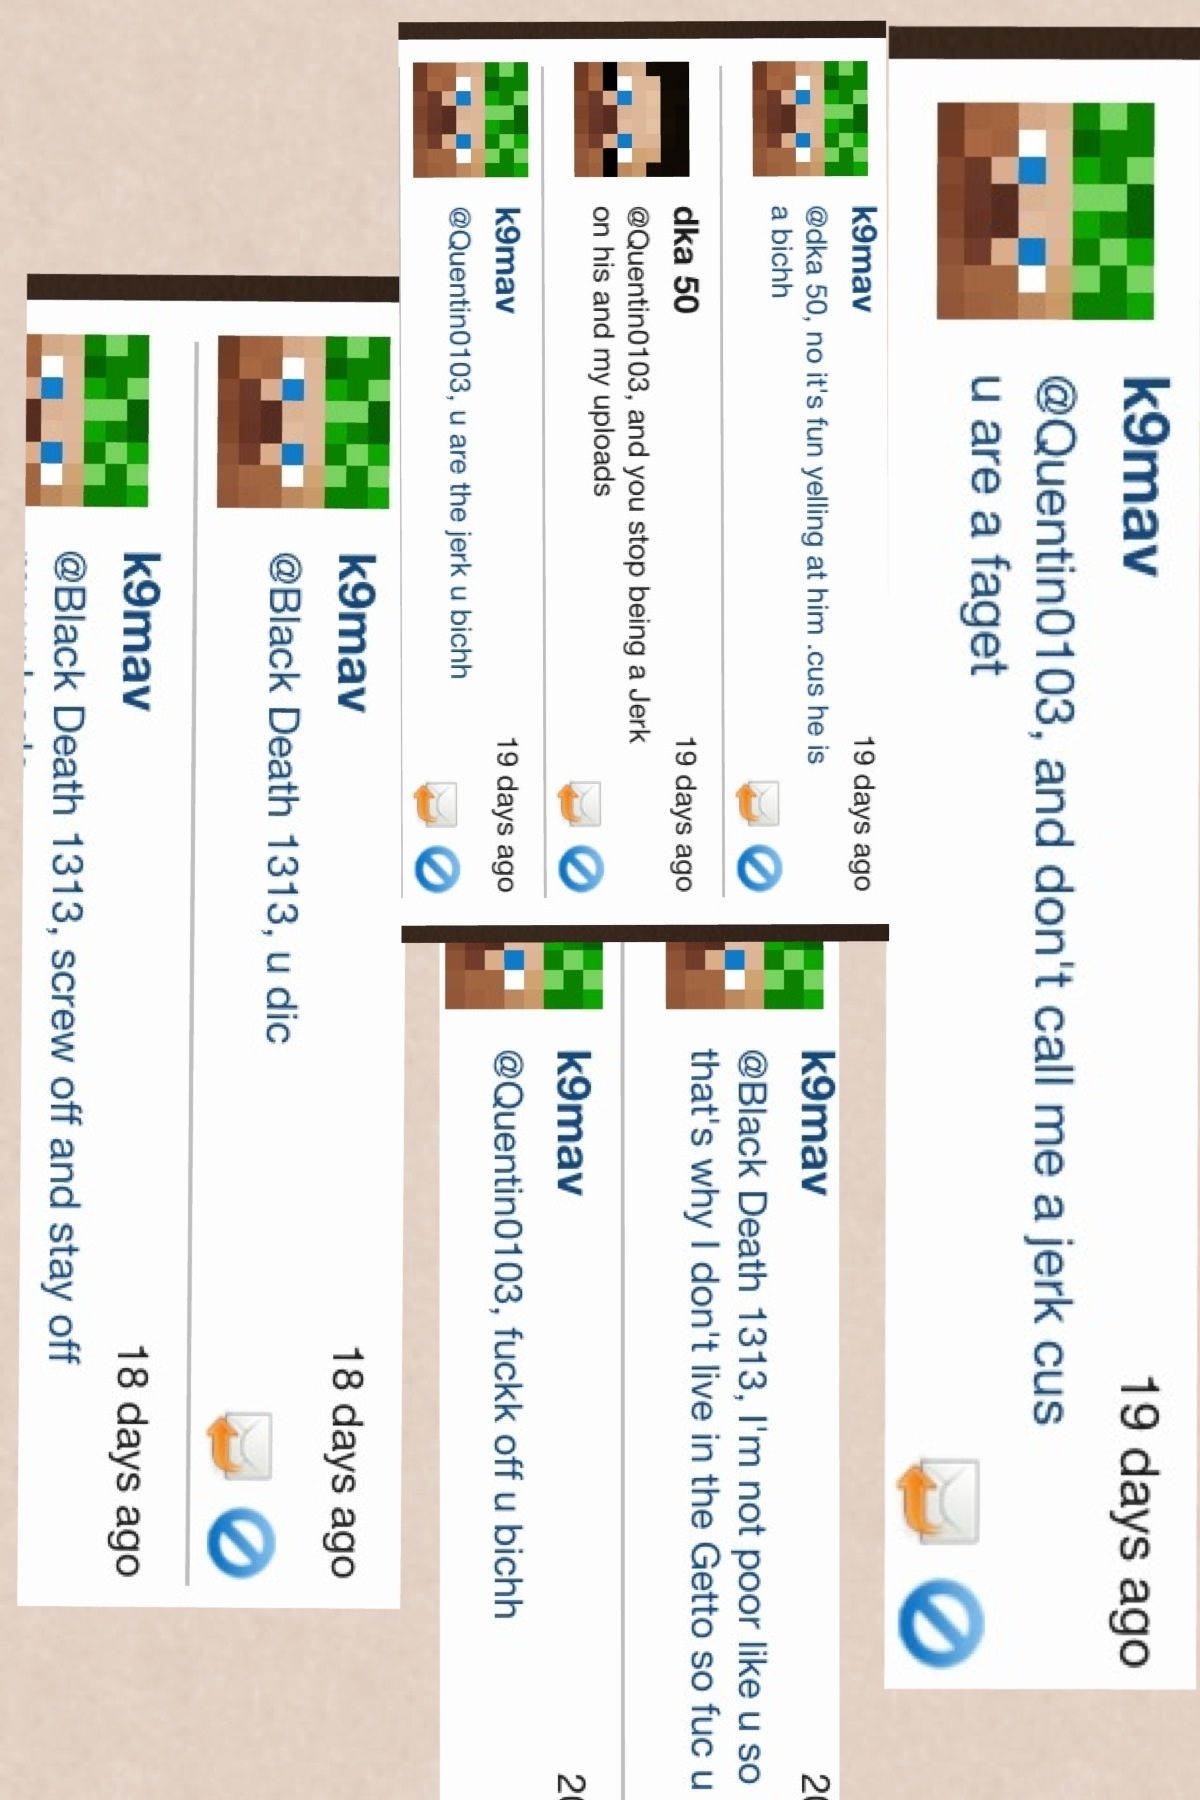 k9mav
19 days ago
@Quentin0103, and don't call me a jerk cus
u are a faget
k9mav
19 days ago
@dka 50, no it's fun yelling at him .cus he is
a bichh
dka 50
19 days ago
@Quentin0103, and you stop being a Jerk
on his and my uploads
k9mav
19 days ago
@Quentin0103, u are the jerk u bichh
k9mav
@Black Death 1313, I'm not poor like u so
that's why I don't live in the Getto so fuc u
k9mav
@Quentin0103, fuckk off u bichh
k9mav
18 days ago
@Black Death 1313, u dic
k9mav
18 days ago
@Black Death 1313, screw off and stay off